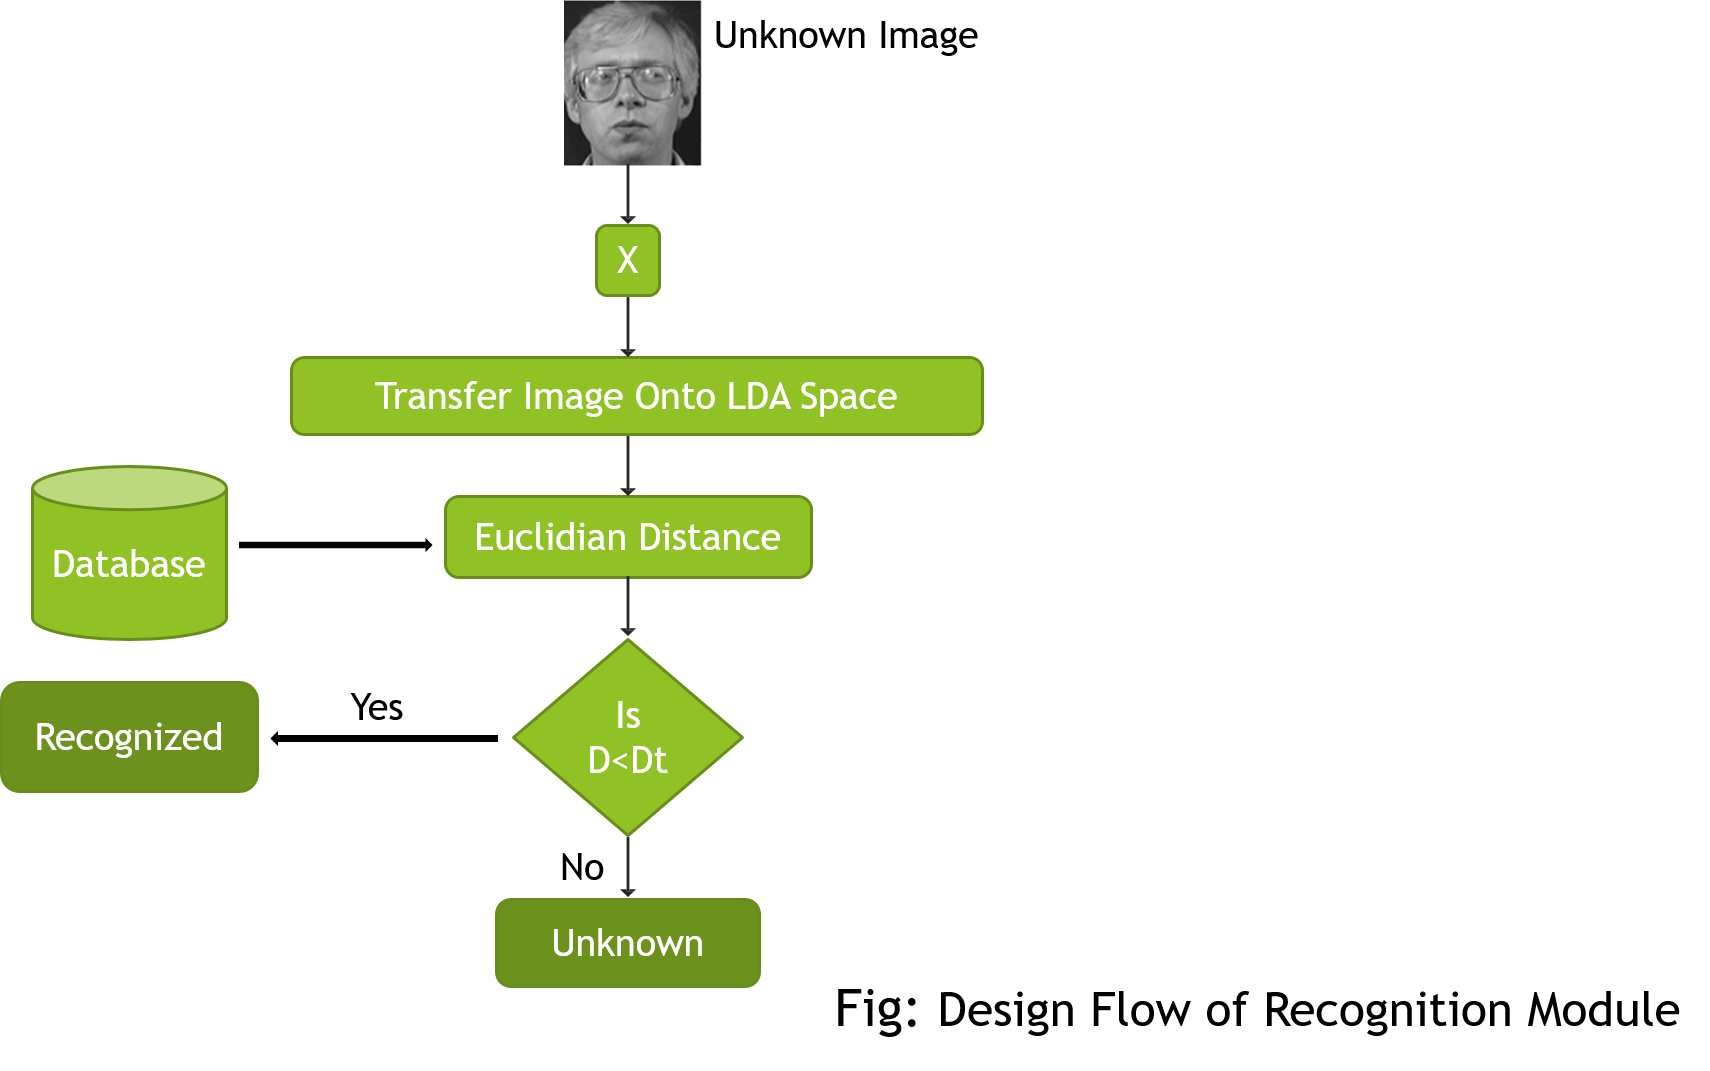 Unknown Image
X
Transfer Image Onto LDA Space
Euclidian Distance
Database
Is
D<Dt
Yes
Recognized
No
Unknown
Fig: Design Flow of Recognition Module